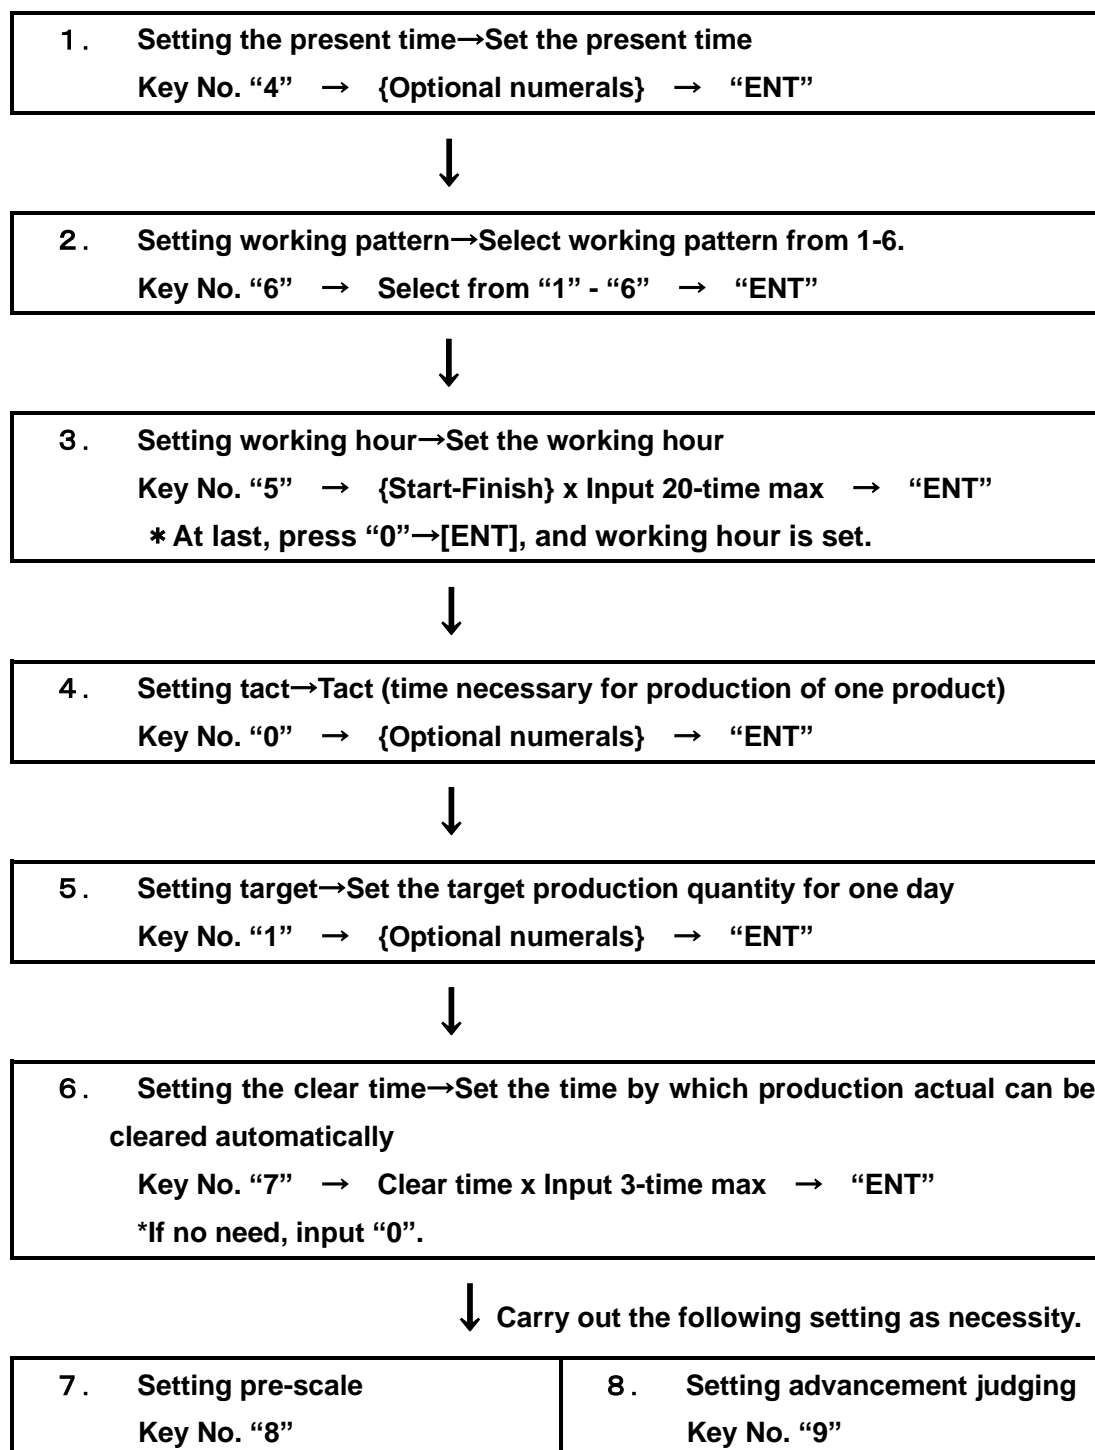 １． Setting the present time→Set the present time
Key No. “4” → {Optional numerals} → “ENT”
２． Setting working pattern→Select working pattern from 1-6.
Key No. “6” → Select from “1” - “6” → “ENT”
３． Setting working hour→Set the working hour
Key No. “5” → {Start-Finish} x Input 20-time max → “ENT”
＊At last, press “0”→[ENT], and working hour is set.
４． Setting tact→Tact (time necessary for production of one product)
Key No. “0” → {Optional numerals} → “ENT”
５． Setting target→Set the target production quantity for one day
Key No. “1” → {Optional numerals} → “ENT”
６． Setting the clear time→Set the time by which production actual can be
cleared automatically
Key No. “7” → Clear time x Input 3-time max → “ENT”
*If no need, input “0”.
Carry out the following setting as necessity.
７． Setting pre-scale
Key No. “8”
８． Setting advancement judging
Key No. “9”